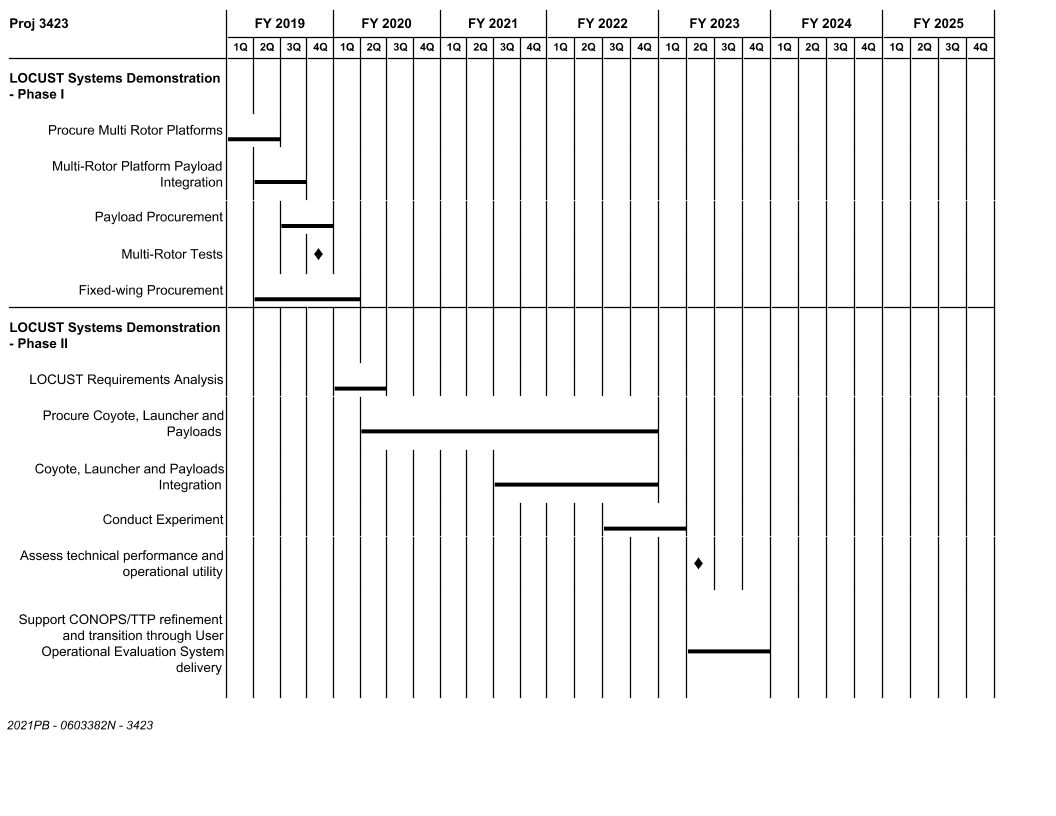 Proj 3423 FY 2019 FY 2020 FY 2021 FY 2022 FY 2023 FY 2024 FY 2025
1Q 2Q 3Q 4Q 1Q 2Q 3Q 4Q 1Q 2Q 3Q 4Q 1Q 2Q 3Q 4Q 1Q 2Q 3Q 4Q 1Q 2Q 3Q 4Q 1Q 2Q 3Q 4Q
LOCUST Systems Demonstration
- Phase I
Procure Multi Rotor Platforms
Multi-Rotor Platform Payload
Integration
Payload Procurement
Multi-Rotor Tests
Fixed-wing Procurement
LOCUST Systems Demonstration
- Phase II
LOCUST Requirements Analysis
Procure Coyote, Launcher and
Payloads
Coyote, Launcher and Payloads
Integration
Conduct Experiment
Assess technical performance and
operational utility
Support CONOPS/TTP refinement
and transition through User
Operational Evaluation System
delivery
2021PB - 0603382N - 3423